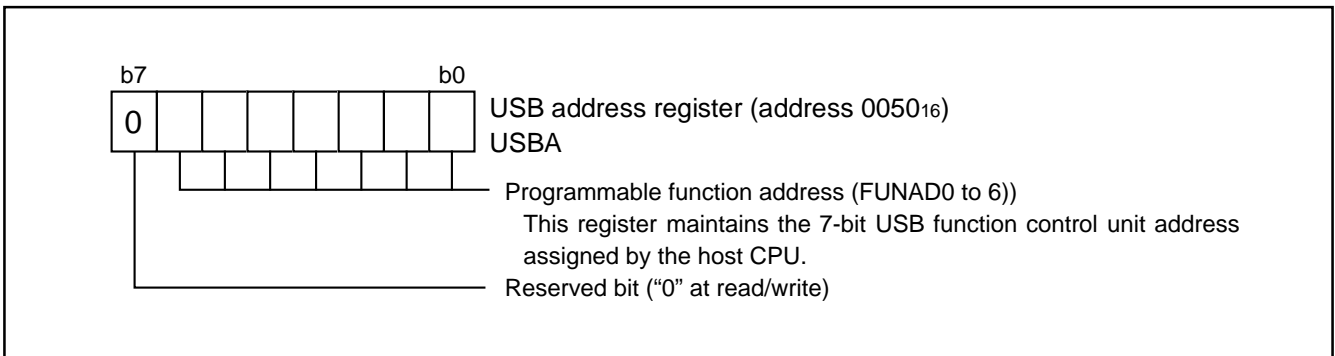 b7 b0
0
USB address register (address 0050₁₆)
USBA
Programmable function address (FUNAD0 to 6))
This register maintains the 7-bit USB function control unit address
assigned by the host CPU.
Reserved bit (“0” at read/write)